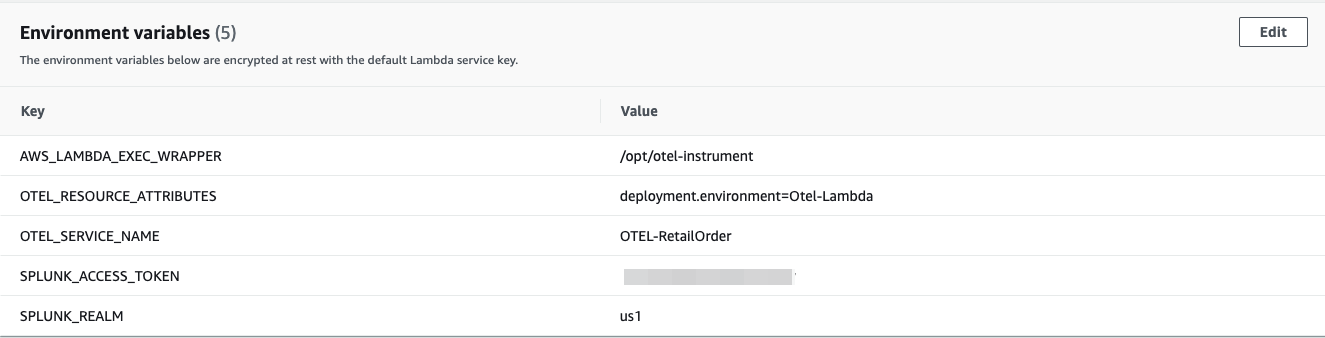 Environment variables (5)
Edit
The environment variables below are encrypted at rest with the default Lambda service key.
Key Value
AWS_LAMBDA_EXEC_WRAPPER /opt/otel-instrument
OTEL_RESOURCE_ATTRIBUTES deployment.environment=Otel-Lambda
OTEL_SERVICE_NAME OTEL-RetailOrder
SPLUNK_ACCESS_TOKEN
SPLUNK_REALM us1